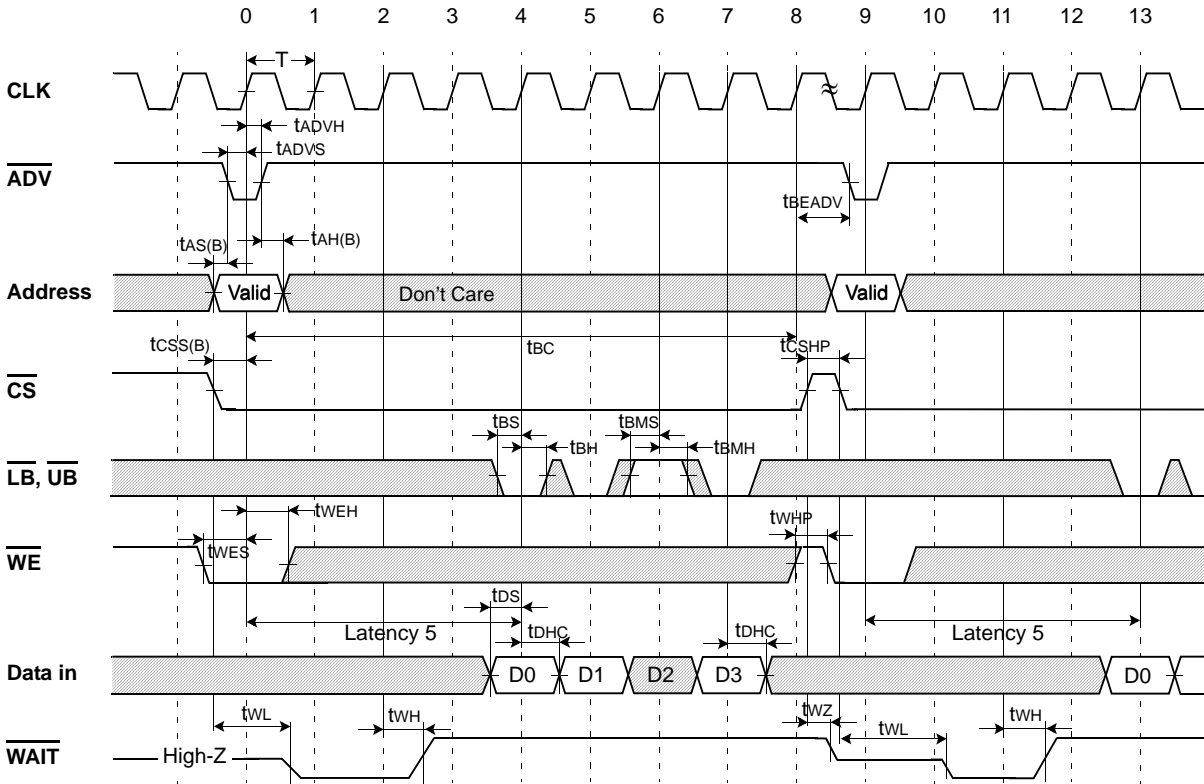 0 1 2 3 4 5 6 7 8 9 10 11 12 13
T
CLK
tADVH
tADVS
ADV
tBEADV
tAS(B)
tAH(B)
Address Valid Don't Care Valid
tCSS(B)
tBC
tCSHP
CS
tBS
tBH
tBMS
tBMH
LB, UB
tWEH
tWHP
tWES
WE
tDS
Latency 5
tDHC
tDHC
Latency 5
Data in D0 D1 D2 D3 D0
tWL
tWH
tWZ
tWL
tWH
WAIT High-Z